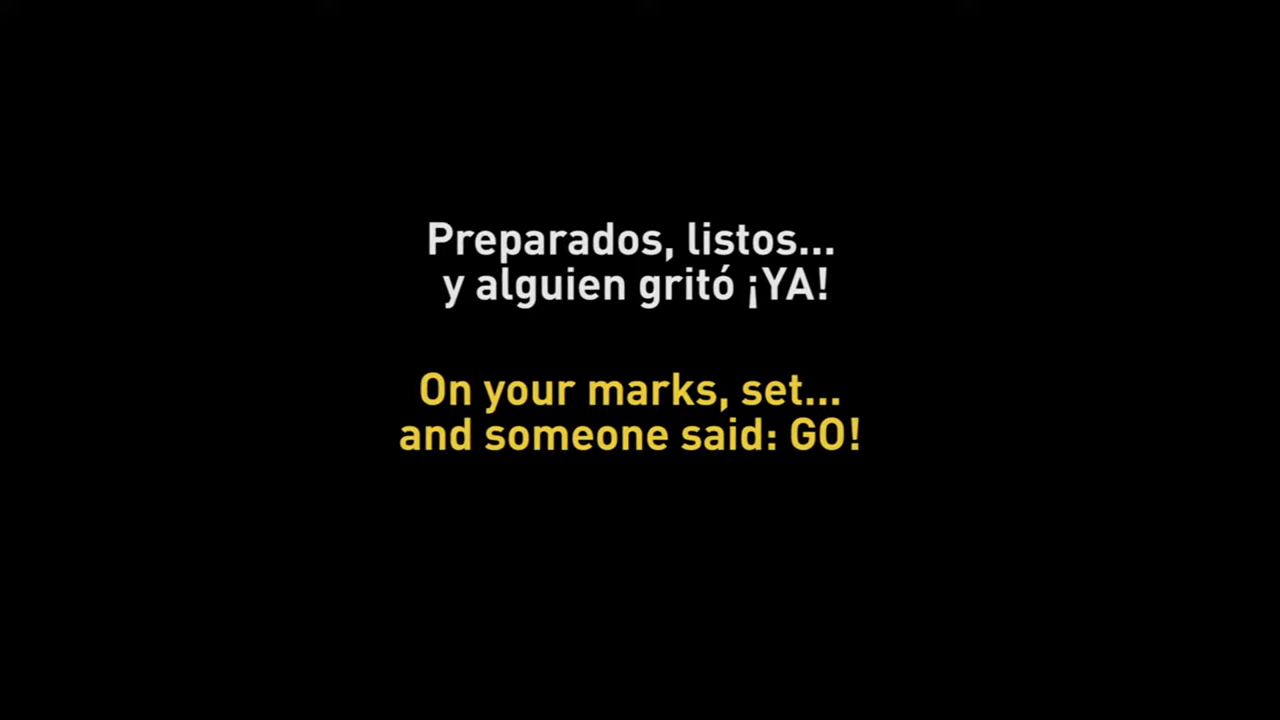 Preparados, listos...
y alguien gritó ¡YA!
On your marks, set...
and someone said: GO!